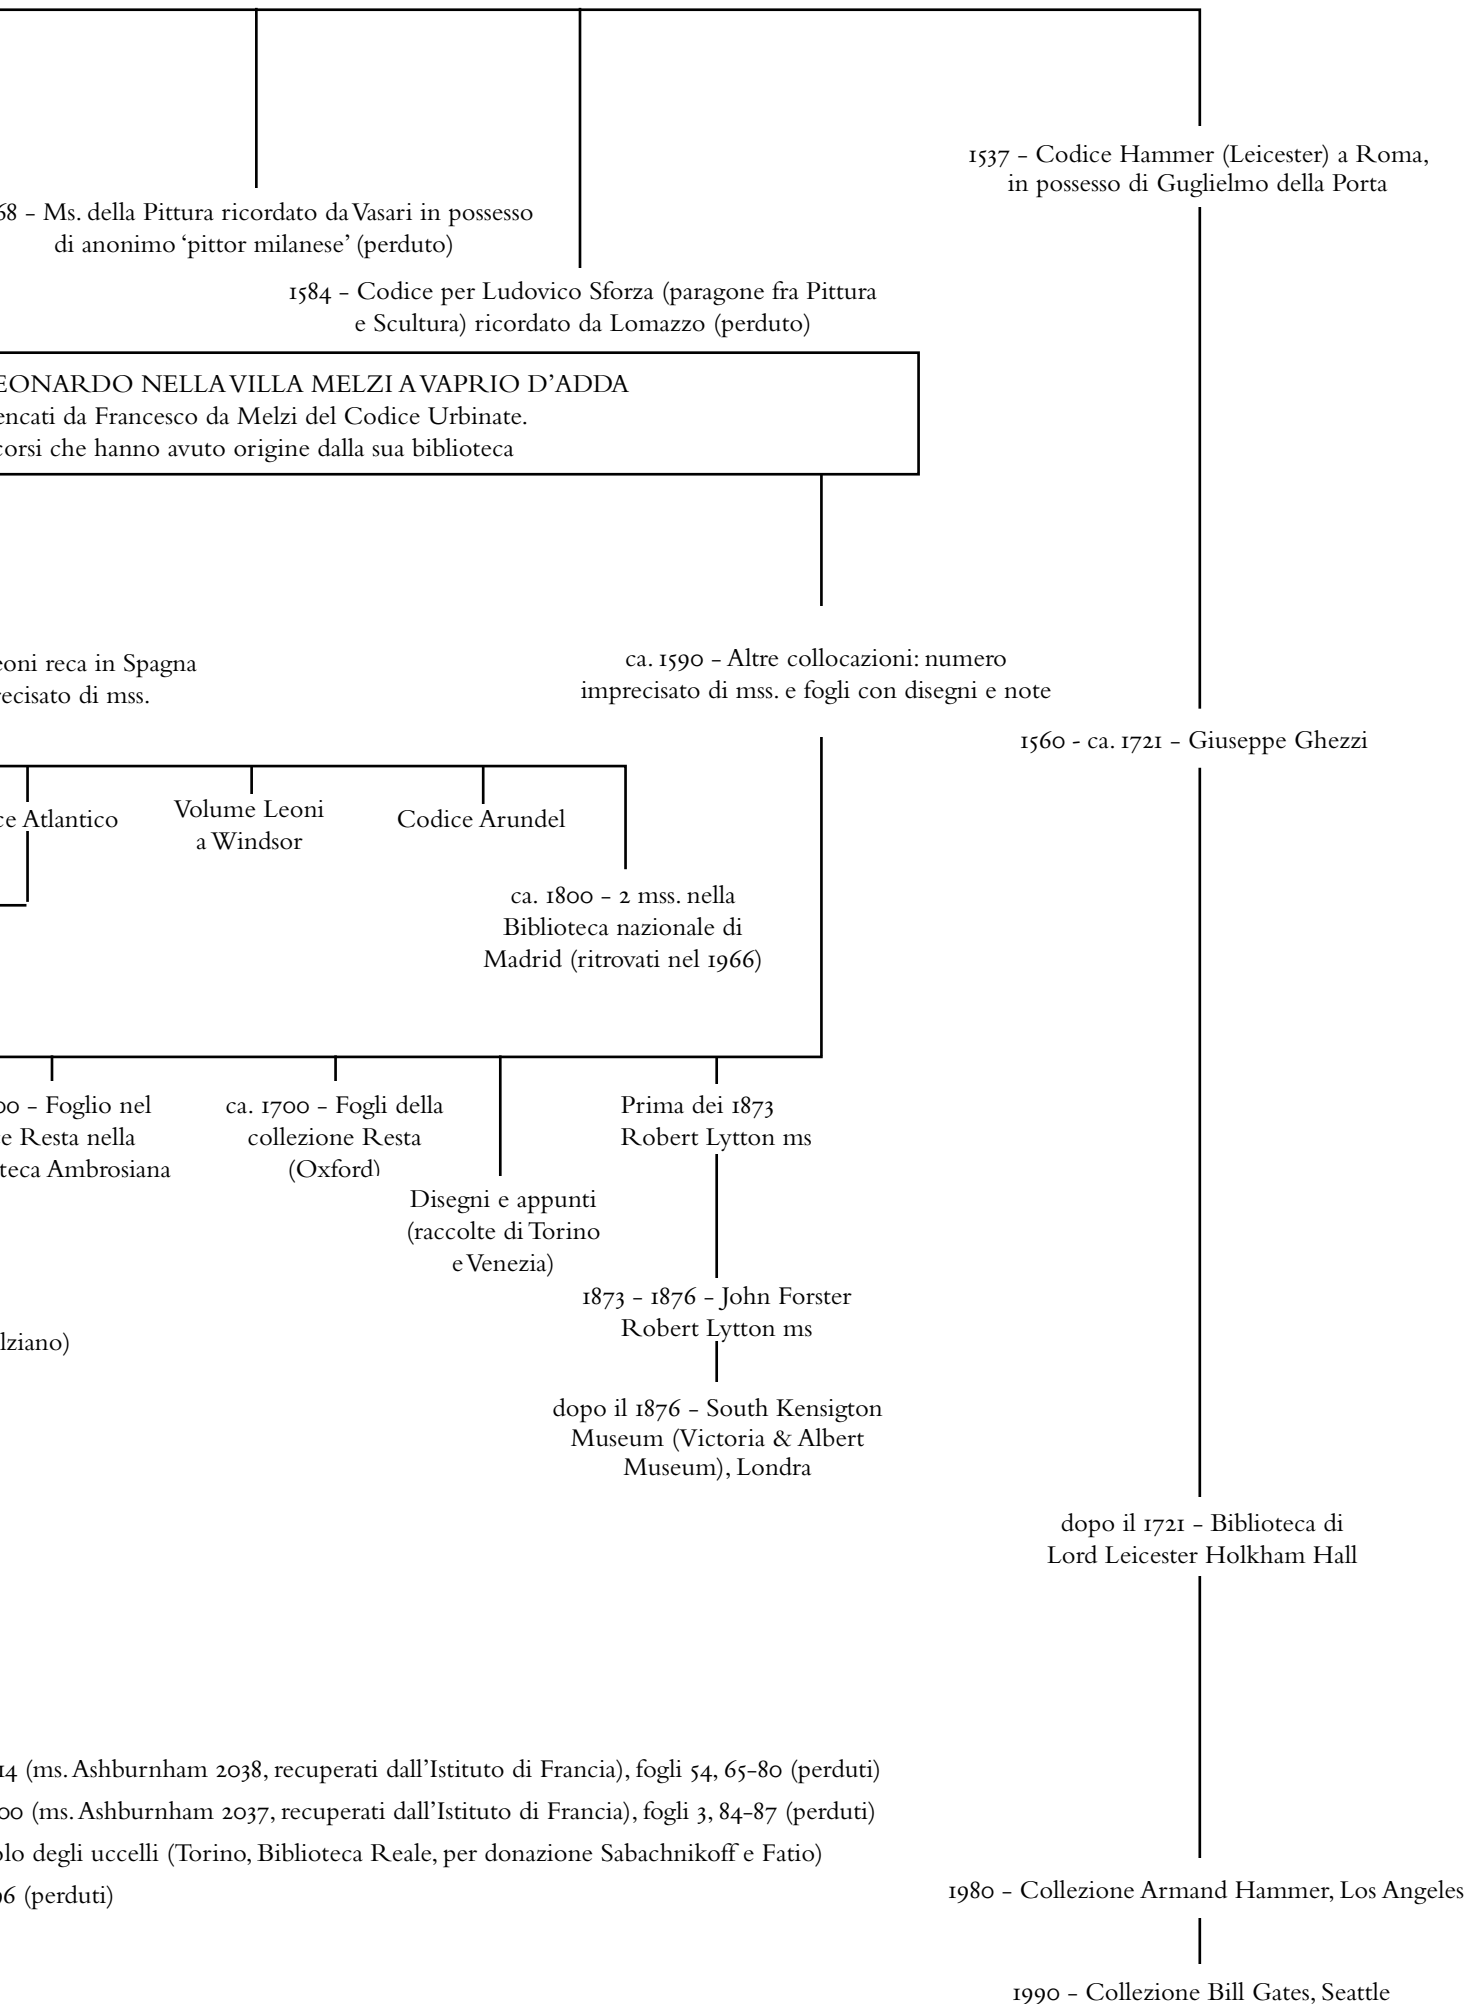 1537 - Codice Hammer (Leicester) a Roma,
in possesso di Guglielmo della Porta
68 - Ms. della Pittura ricordato da Vasari in possesso
di anonimo ‘pittor milanese’ (perduto)
1584 - Codice per Ludovico Sforza (paragone fra Pittura
e Scultura) ricordato da Lomazzo (perduto)
EONARDO NELLA VILLA MELZI A VAPRIO D’ADDA
encati da Francesco da Melzi del Codice Urbinate.
corsi che hanno avuto origine dalla sua biblioteca
eoni reca in Spagna
recisato di mss.
ca. 1590 - Altre collocazioni: numero
imprecisato di mss. e fogli con disegni e note
1560 - ca. 1721 - Giuseppe Ghezzi
ce Atlantico
Volume Leoni
a Windsor
Codice Arundel
ca. 1800 - 2 mss. nella
Biblioteca nazionale di
Madrid (ritrovati nel 1966)
00 - Foglio nel
e Resta nella
teca Ambrosiana
ca. 1700 - Fogli della
collezione Resta
(Oxford)
Disegni e appunti
(raccolte di Torino
e Venezia)
Prima dei 1873
Robert Lytton ms
1873 - 1876 - John Forster
Robert Lytton ms
lziano)
dopo il 1876 - South Kensigton
Museum (Victoria & Albert
Museum), Londra
dopo il 1721 - Biblioteca di
Lord Leicester Holkham Hall
14 (ms. Ashburnham 2038, recuperati dall’Istituto di Francia), fogli 54, 65-80 (perduti)
00 (ms. Ashburnham 2037, recuperati dall’Istituto di Francia), fogli 3, 84-87 (perduti)
olo degli uccelli (Torino, Biblioteca Reale, per donazione Sabachnikoff e Fatio)
96 (perduti)
1980 - Collezione Armand Hammer, Los Angeles
1990 - Collezione Bill Gates, Seattle